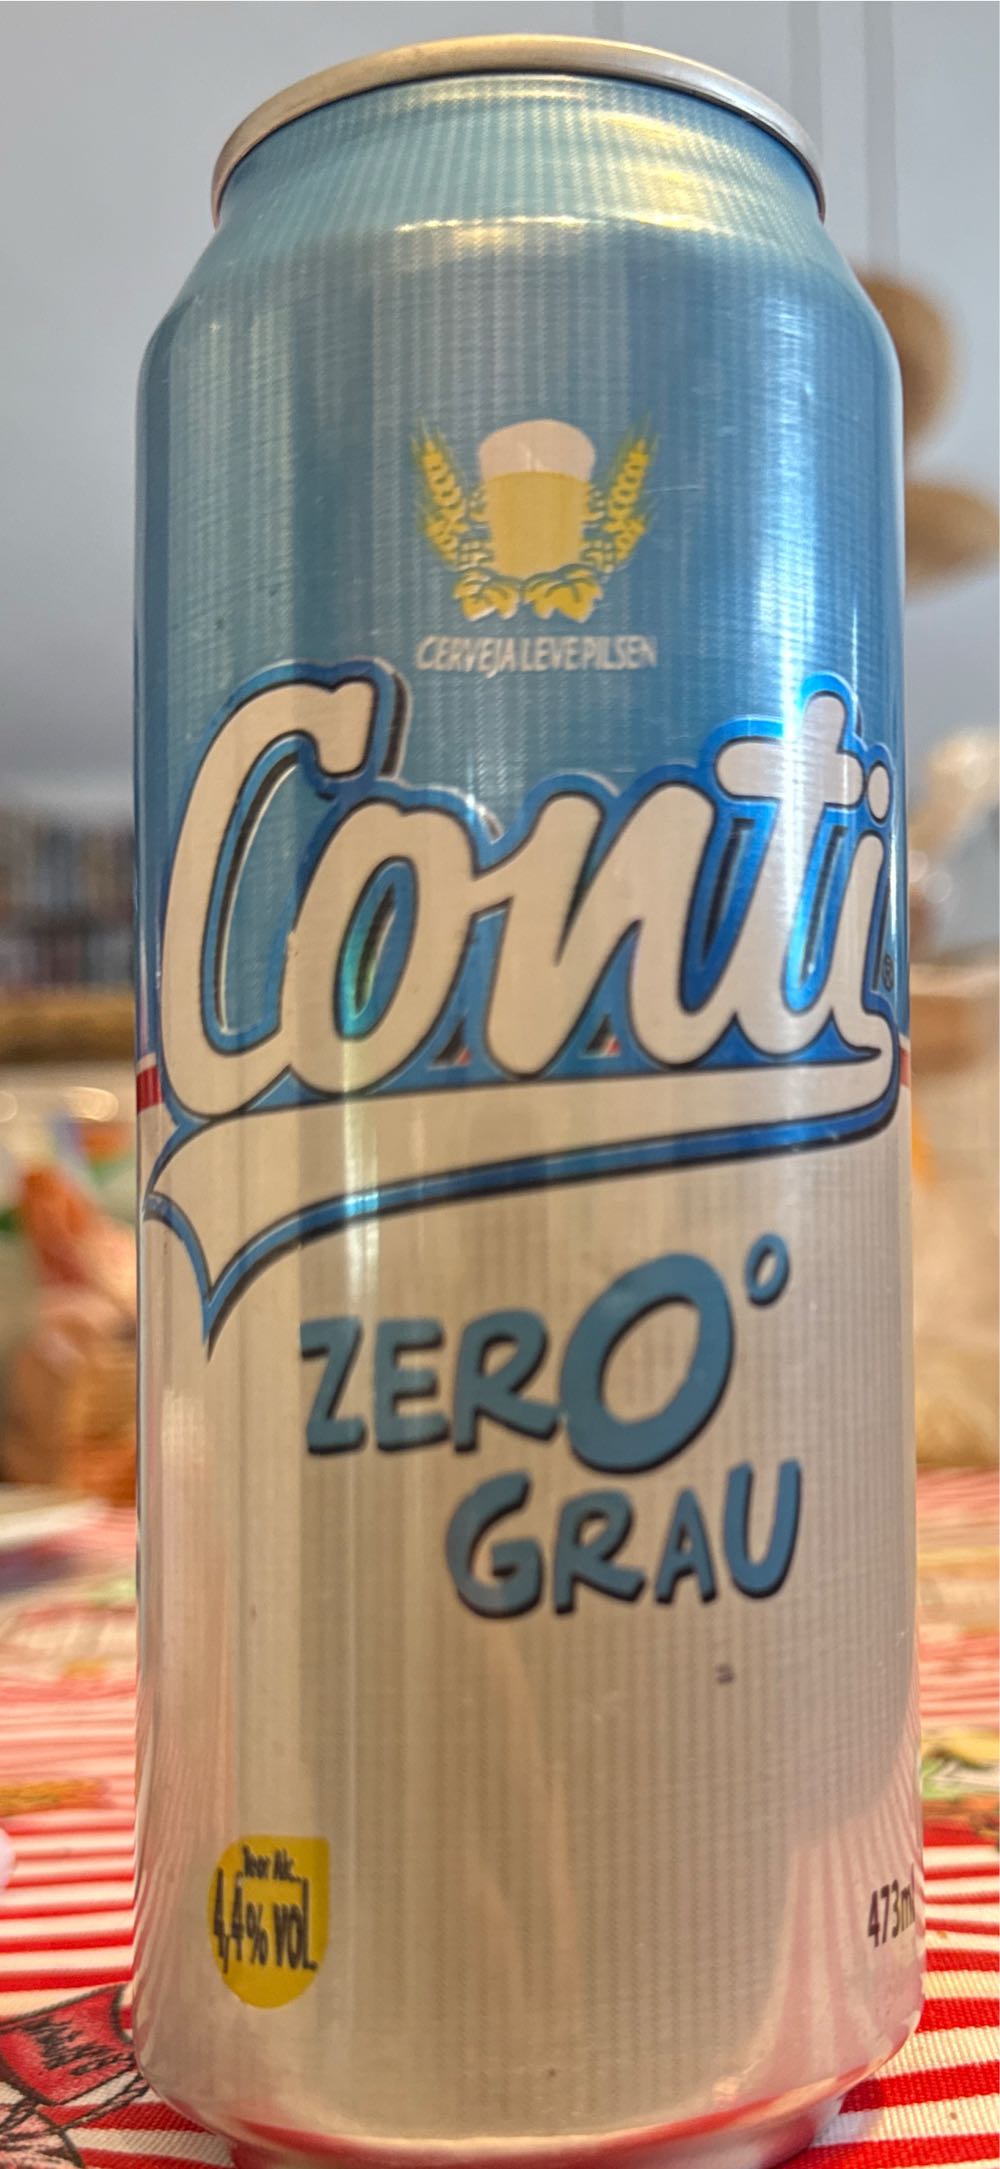 CERVEJA LEVE PILSEN
Conti
®
ZERO°
GRAU
Teor Alc.
4,4% VOL.
473ml